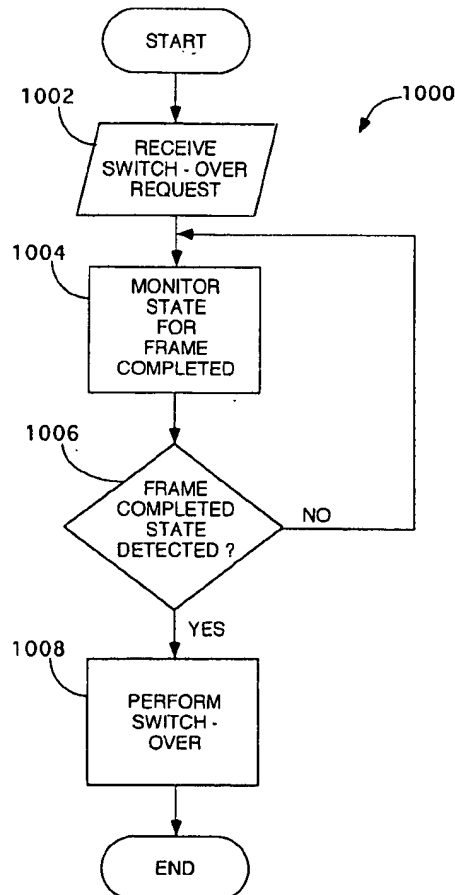 START
1002
1000
RECEIVE
SWITCH - OVER
REQUEST
1004
MONITOR
STATE
FOR
FRAME
COMPLETED
1006
FRAME
COMPLETED
STATE
DETECTED ?
NO
YES
1008
PERFORM
SWITCH -
OVER
END